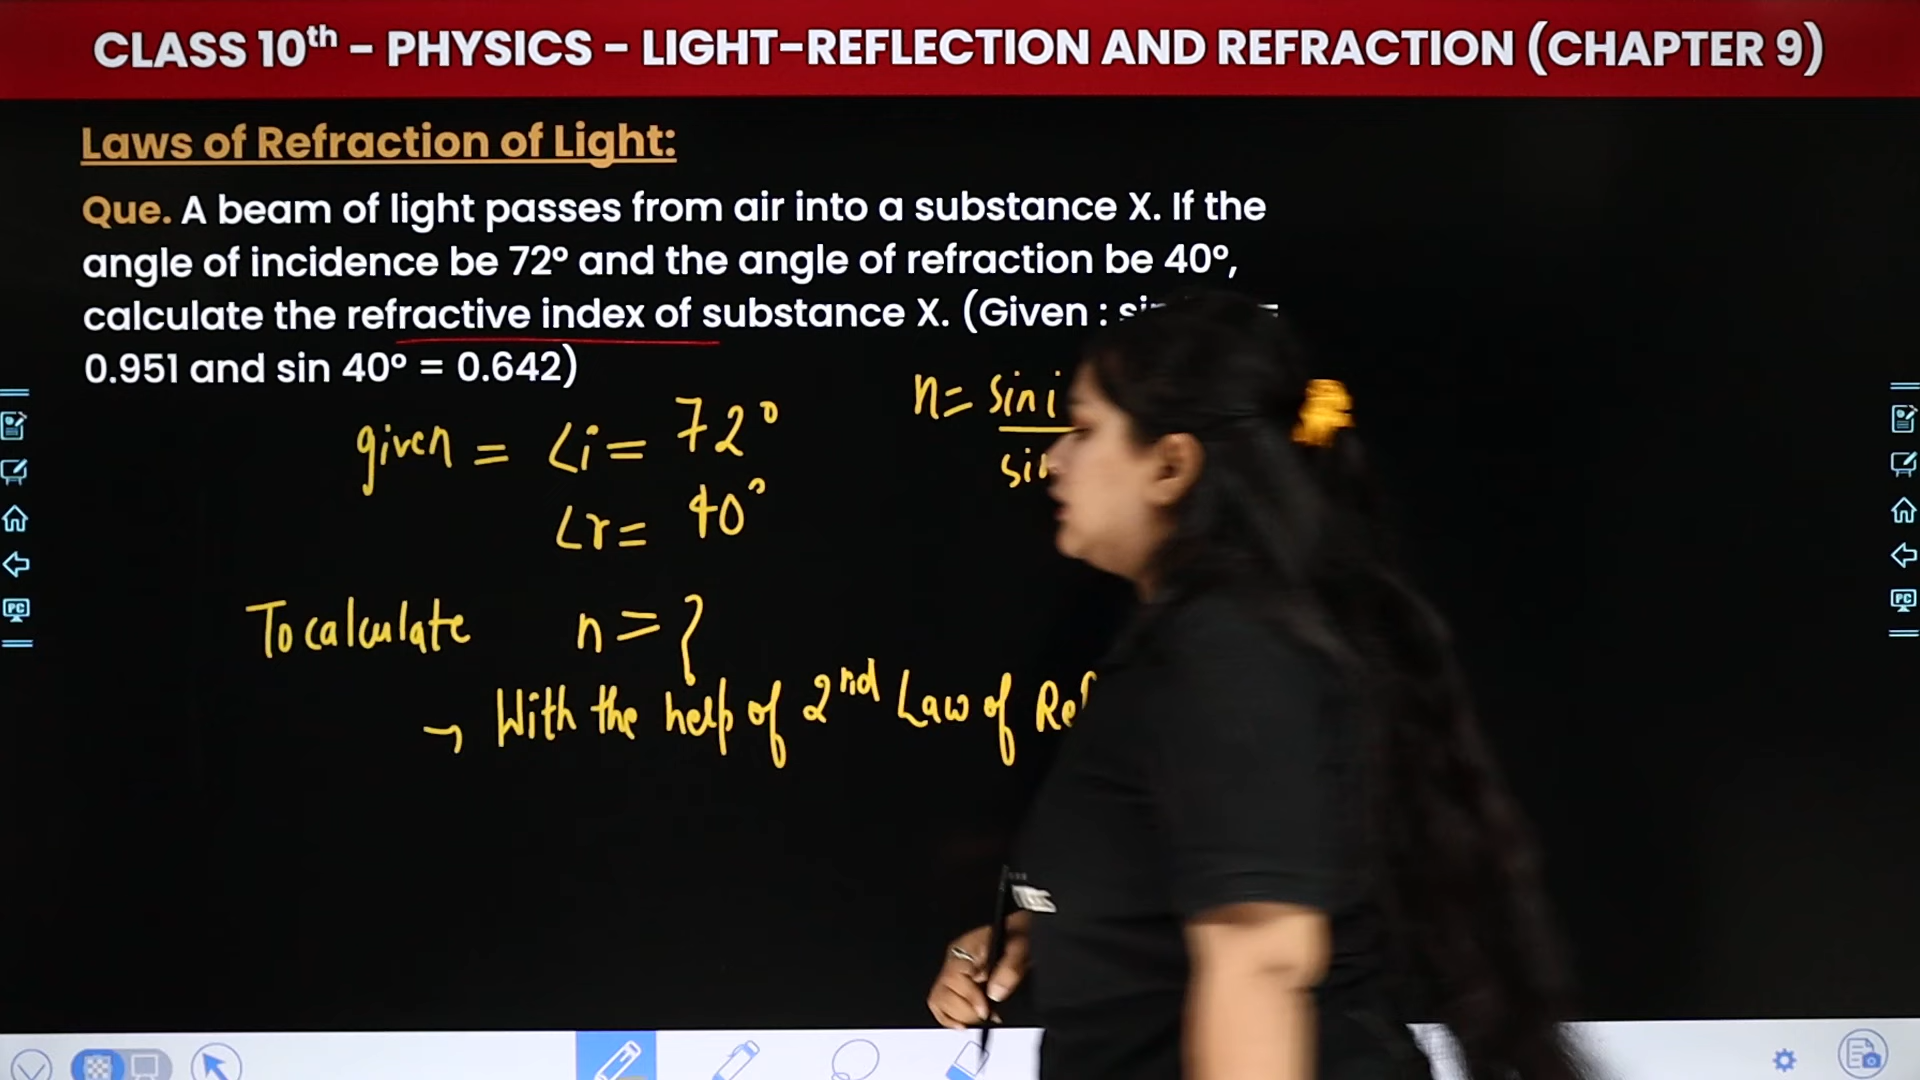 CLASS 10th – PHYSICS – LIGHT-REFLECTION AND REFRACTION (CHAPTER 9)
Laws of Refraction of Light:
Que. A beam of light passes from air into a substance X. If the
angle of incidence be 72° and the angle of refraction be 40°,
calculate the refractive index of substance X. (Given :
0.951 and sin 40° = 0.642)
n= sin i
given = ∠i = 72°
∠r = 40°
To calculate n = ?
→ With the help of 2nd Law of
PC
PC